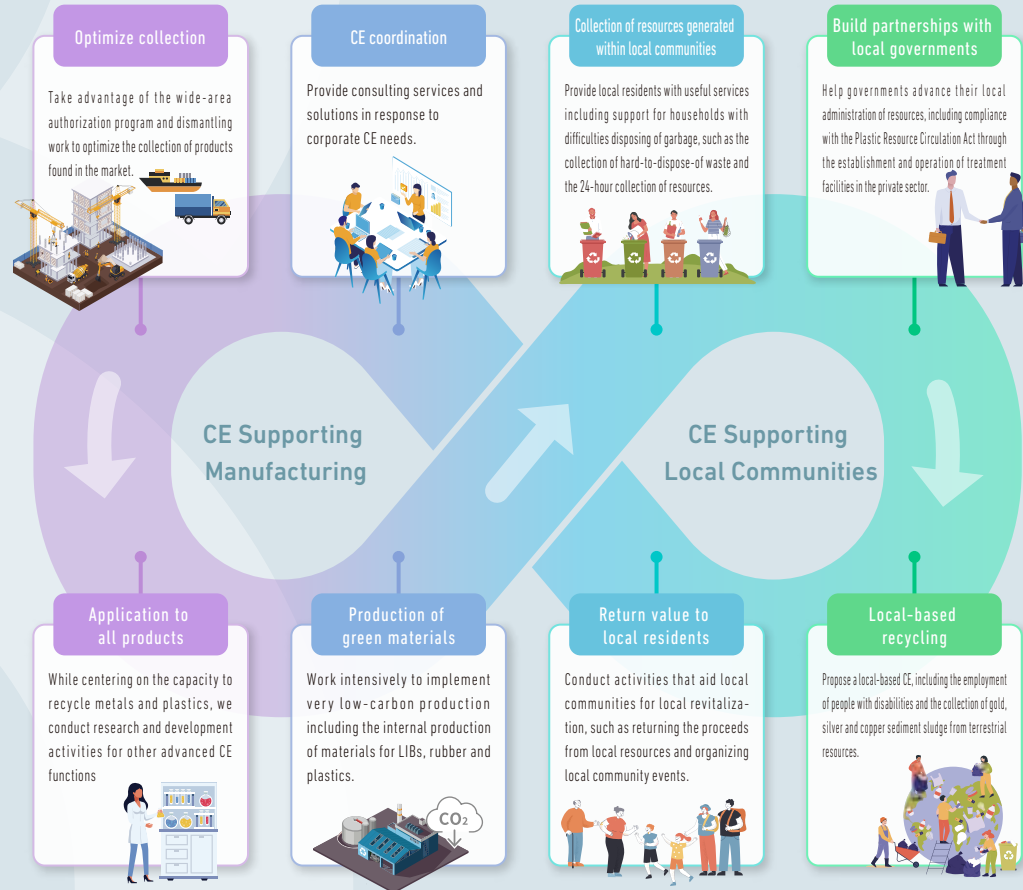 Optimize collection
Take advantage of the wide-area
authorization program and dismantling
work to optimize the collection of products
found in the market.
CE coordination
Provide consulting services and
solutions in response to
corporate CE needs.
Collection of resources generated
within local communities
Provide local residents with useful services
including support for households with
difficulties disposing of garbage, such as the
collection of hard-to-dispose-of waste and
the 24-hour collection of resources.
Build partnerships with
local governments
Help governments advance their local
administration of resources, including compliance
with the Plastic Resource Circulation Act through
the establishment and operation of treatment
facilities in the private sector.
CE Supporting
Manufacturing
CE Supporting
Local Communities
Application to
all products
While centering on the capacity to
recycle metals and plastics, we
conduct research and development
activities for other advanced CE
functions
Production of
green materials
Work intensively to implement
very low-carbon production
including the internal production
of materials for LIBs, rubber and
plastics.
CO₂
Return value to
local residents
Conduct activities that aid local
communities for local revitaliza-
tion, such as returning the proceeds
from local resources and organizing
local community events.
Local-based
recycling
Propose a local-based CE, including the employment
of people with disabilities and the collection of gold,
silver and copper sediment sludge from terrestrial
resources.